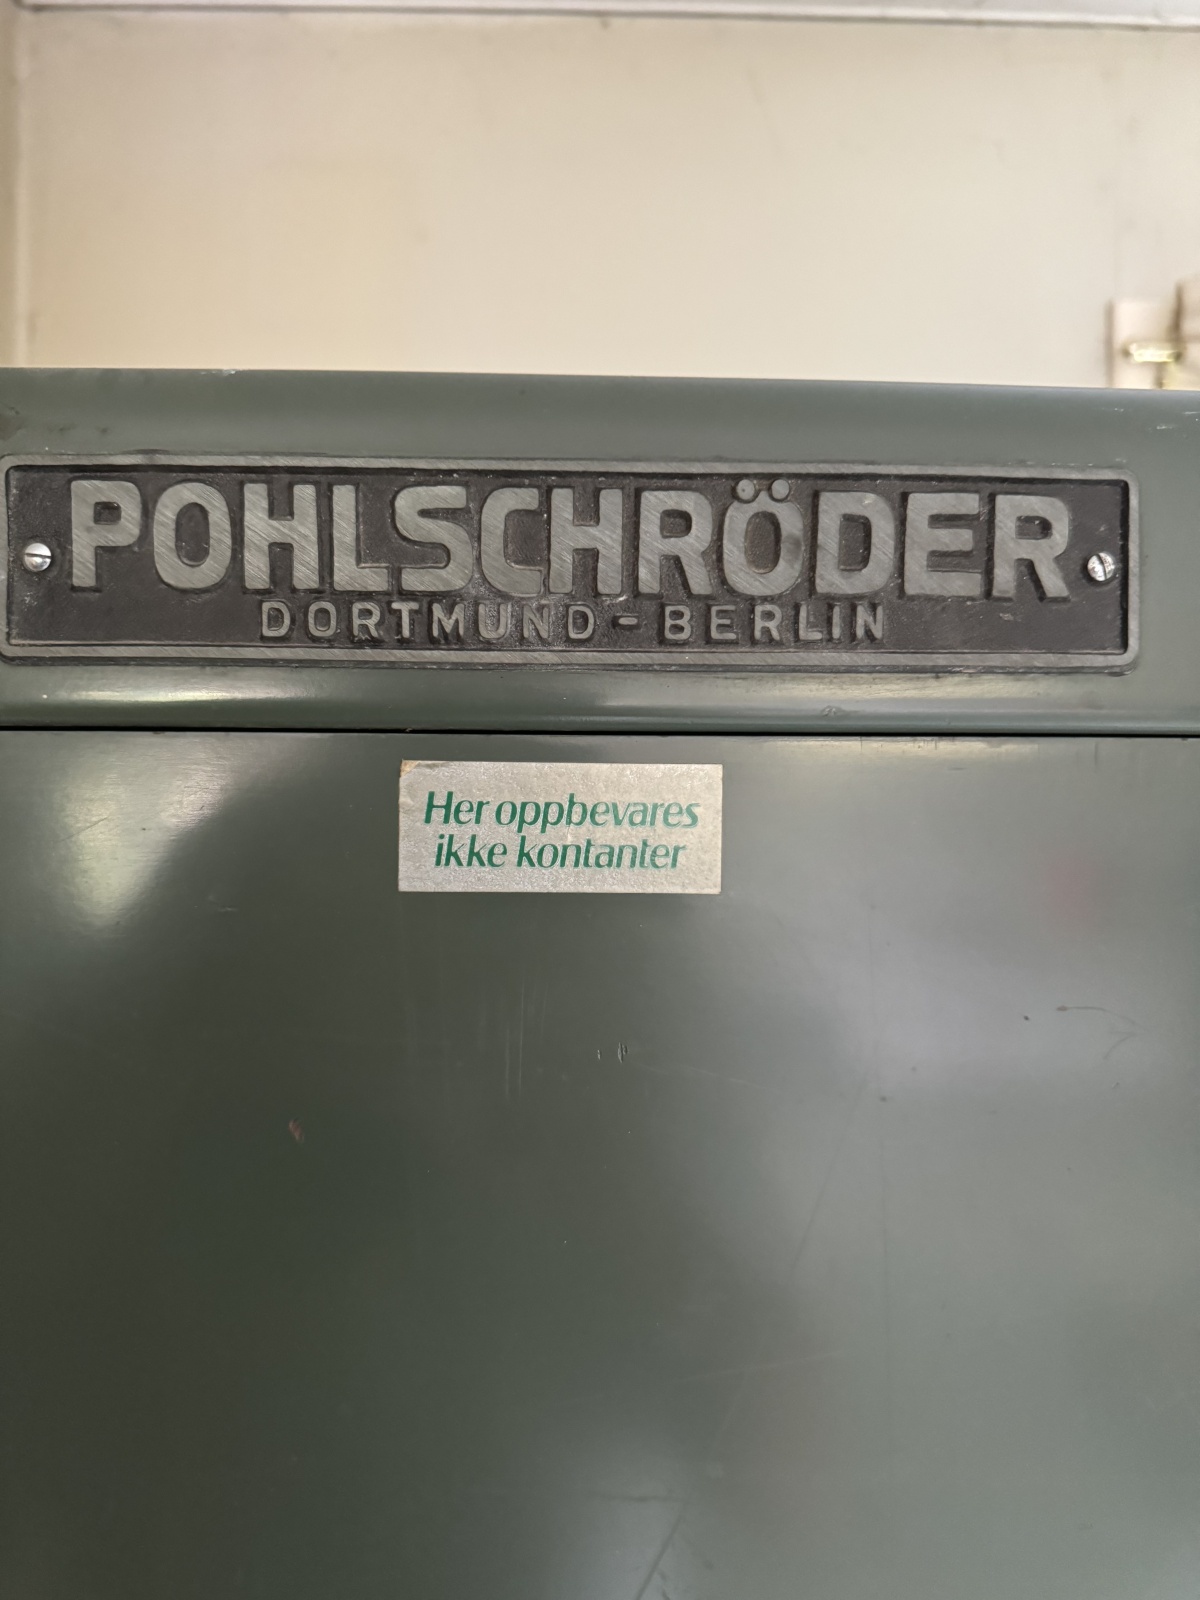 POHLSCHRÖDER
DORTMUND-BERLIN
Her oppbevares
ikke kontanter